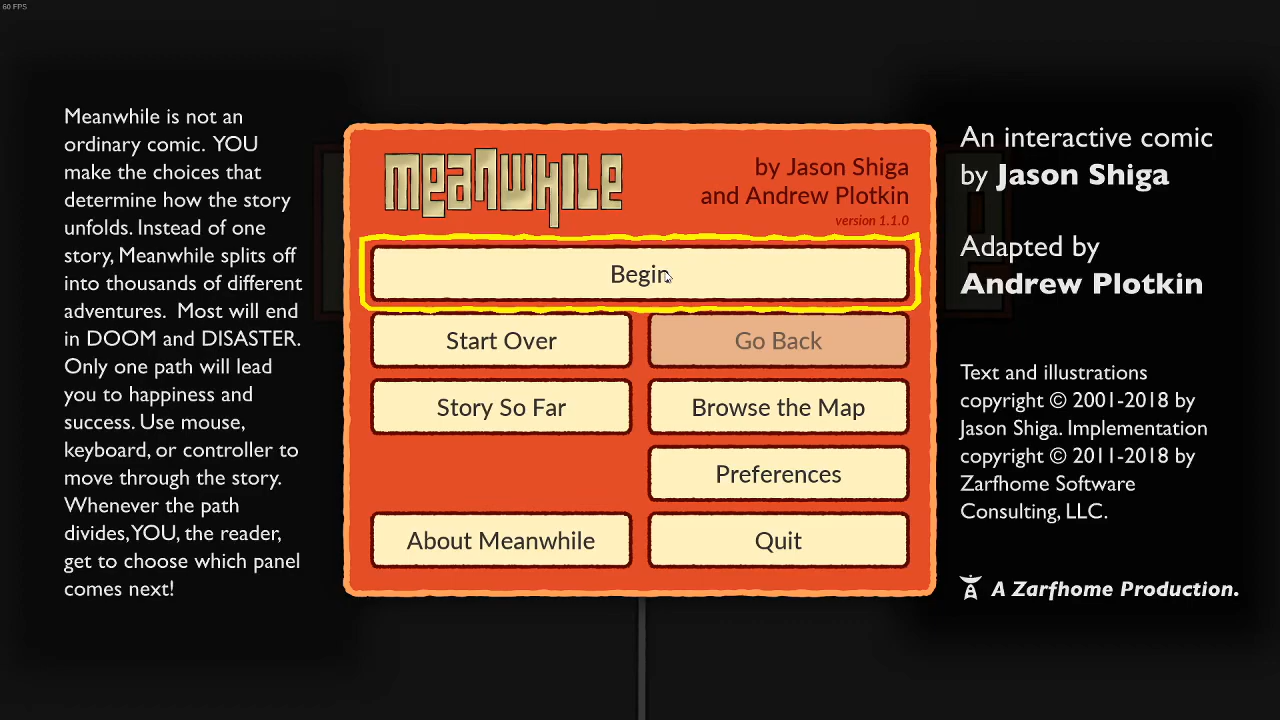 60 FPS
Meanwhile is not an
ordinary comic. YOU
make the choices that
determine how the story
unfolds. Instead of one
story, Meanwhile splits off
into thousands of different
adventures. Most will end
in DOOM and DISASTER.
Only one path will lead
you to happiness and
success. Use mouse,
keyboard, or controller to
move through the story.
Whenever the path
divides, YOU, the reader,
get to choose which panel
comes next!
meanwhile
by Jason Shiga
and Andrew Plotkin
version 1.1.0
Begin
Start Over
Go Back
Story So Far
Browse the Map
Preferences
About Meanwhile
Quit
An interactive comic
by Jason Shiga
Adapted by
Andrew Plotkin
Text and illustrations
copyright © 2001-2018 by
Jason Shiga. Implementation
copyright © 2011-2018 by
Zarfhome Software
Consulting, LLC.
A Zarfhome Production.